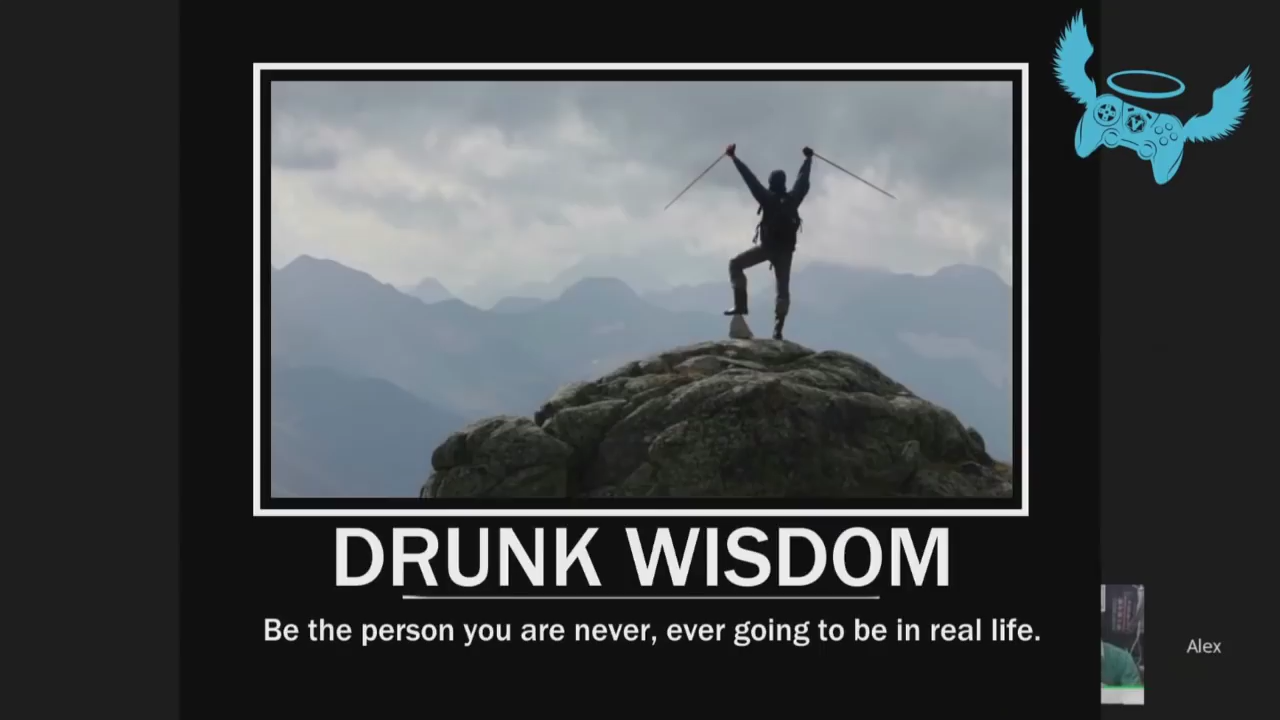 DRUNK WISDOM
Be the person you are never, ever going to be in real life.
Alex